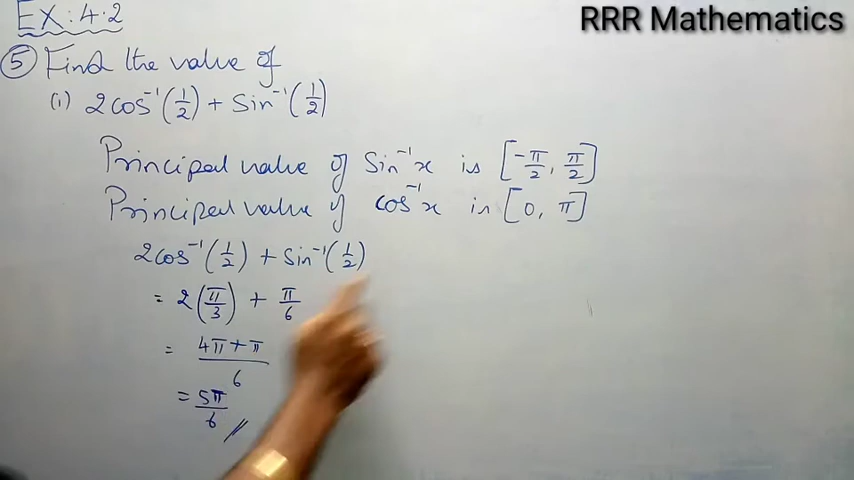 EX: 4.2
RRR Mathematics
⑤ Find the value of
(i) 2cos⁻¹(1/2) + Sin⁻¹(1/2)
Principal value of Sin⁻¹x is [-π/2, π/2]
Principal value of cos⁻¹x is [0, π]
2cos⁻¹(1/2) + Sin⁻¹(1/2)
= 2(π/3) + π/6
= 4π+π/6
= 5π/6 //